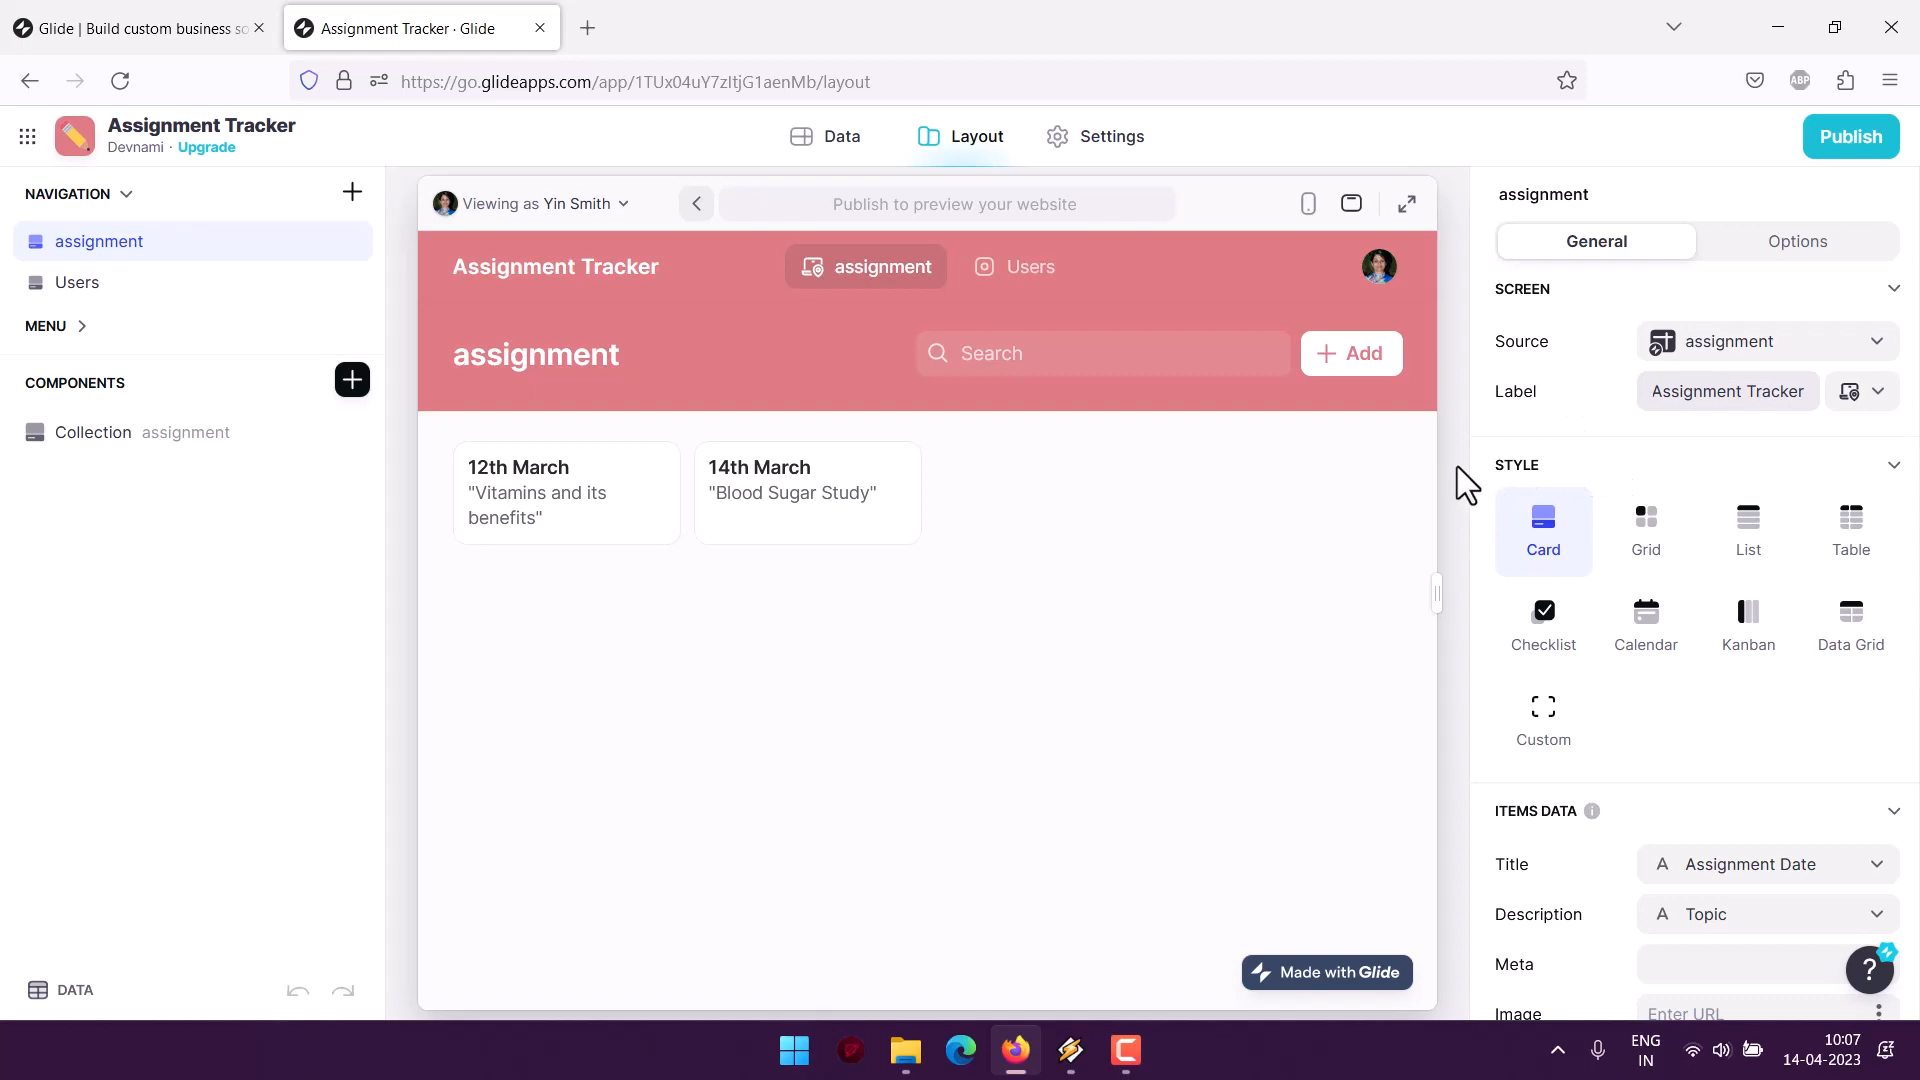 Glide | Build custom business so
Assignment Tracker · Glide
https://go.glideapps.com/app/1TUx04uY7zItjG1aenMb/layout
ABP
Assignment Tracker
Devnami · Upgrade
Data
Layout
Settings
Publish
NAVIGATION
assignment
Users
MENU
COMPONENTS
Collection assignment
DATA
Viewing as Yin Smith
Publish to preview your website
Assignment Tracker
assignment
Users
assignment
Search
Add
12th March
"Vitamins and its
benefits"
14th March
"Blood Sugar Study"
Made with Glide
assignment
General
Options
SCREEN
Source
assignment
Label
Assignment Tracker
STYLE
Card
Grid
List
Table
Checklist
Calendar
Kanban
Data Grid
Custom
ITEMS DATA
Title
A Assignment Date
Description
A Topic
Meta
?
Image
Enter URL
ENG
IN
10:07
14-04-2023